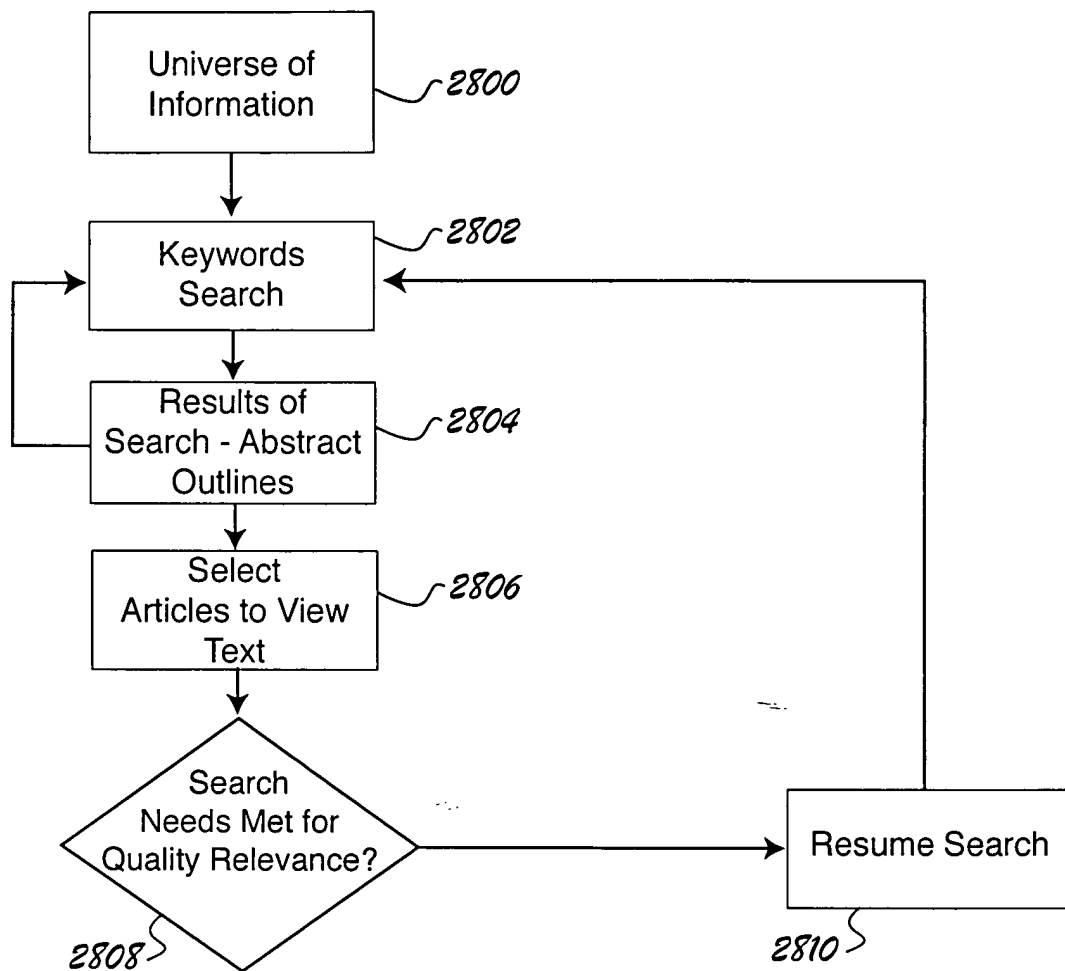 Universe of
Information
2800
Keywords
Search
2802
Results of
Search - Abstract
Outlines
2804
Select
Articles to View
Text
2806
Search
Needs Met for
Quality Relevance?
2808
Resume Search
2810